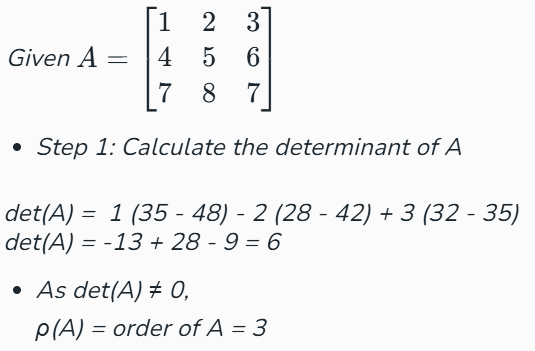 Given A = [1 2 3
4 5 6
7 8 7]
• Step 1: Calculate the determinant of A
det(A) = 1 (35 - 48) - 2 (28 - 42) + 3 (32 - 35)
det(A) = -13 + 28 - 9 = 6
• As det(A) ≠ 0,
ρ(A) = order of A = 3